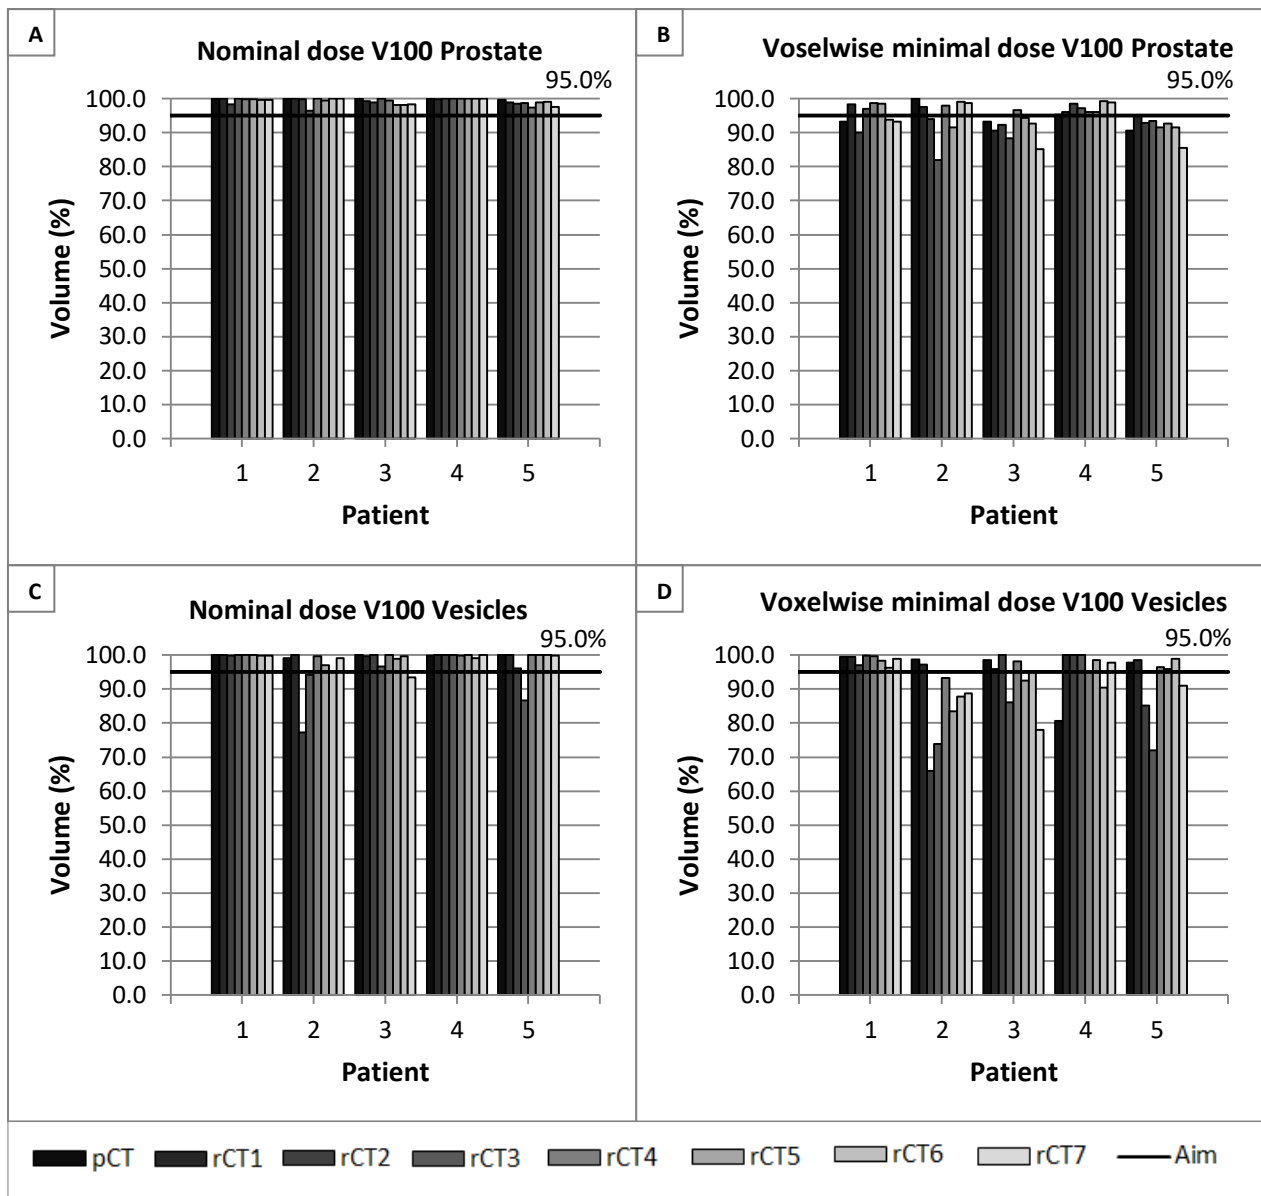 A
Nominal dose V100 Prostate
95.0%
100.0
90.0
80.0
70.0
60.0
50.0
40.0
30.0
20.0
10.0
0.0
Volume (%)
1 2 3 4 5
Patient
B
Voselwise minimal dose V100 Prostate
95.0%
100.0
90.0
80.0
70.0
60.0
50.0
40.0
30.0
20.0
10.0
0.0
Volume (%)
1 2 3 4 5
Patient
C
Nominal dose V100 Vesicles
95.0%
100.0
90.0
80.0
70.0
60.0
50.0
40.0
30.0
20.0
10.0
0.0
Volume (%)
1 2 3 4 5
Patient
D
Voxelwise minimal dose V100 Vesicles
95.0%
100.0
90.0
80.0
70.0
60.0
50.0
40.0
30.0
20.0
10.0
0.0
Volume (%)
1 2 3 4 5
Patient
pCT rCT1 rCT2 rCT3 rCT4 rCT5 rCT6 rCT7 Aim